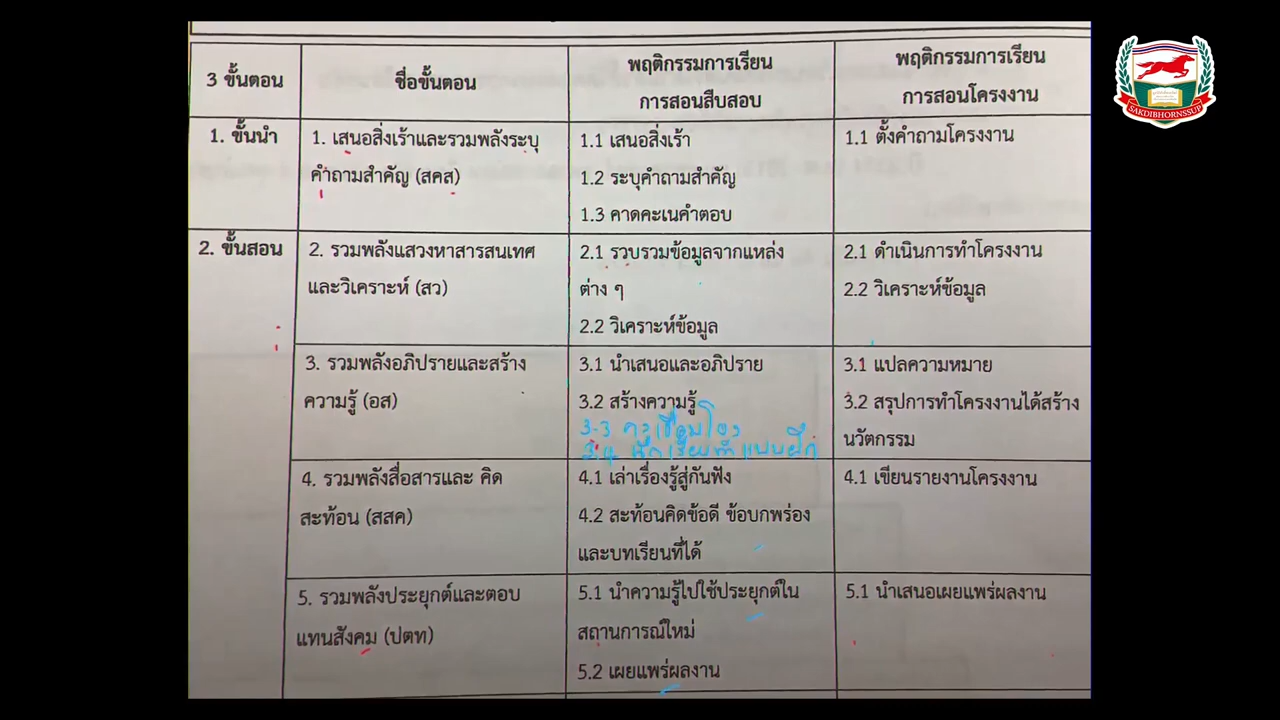 3 ขั้นตอน
ชื่อขั้นตอน
พฤติกรรมการเรียน
การสอนสืบสอบ
พฤติกรรมการเรียน
การสอนโครงงาน
1. ขั้นนำ
1. เสนอสิ่งเร้าและรวมพลังระบุ
คำถามสำคัญ (สคส)
1.1 เสนอสิ่งเร้า
1.2 ระบุคำถามสำคัญ
1.3 คาดคะเนคำตอบ
1.1 ตั้งคำถามโครงงาน
2. ขั้นสอน
2. รวมพลังแสวงหาสารสนเทศ
และวิเคราะห์ (สว)
2.1 รวบรวมข้อมูลจากแหล่ง
ต่าง ๆ
2.2 วิเคราะห์ข้อมูล
2.1 ดำเนินการทำโครงงาน
2.2 วิเคราะห์ข้อมูล
3. รวมพลังอภิปรายและสร้าง
ความรู้ (อส)
3.1 นำเสนอและอภิปราย
3.2 สร้างความรู้
3.3
3.4
3.1 แปลความหมาย
3.2 สรุปการทำโครงงานได้สร้าง
นวัตกรรม
4. รวมพลังสื่อสารและ คิด
สะท้อน (สสค)
4.1 เล่าเรื่องรู้สู่กันฟัง
4.2 สะท้อนคิดข้อดี ข้อบกพร่อง
และบทเรียนที่ได้
4.1 เขียนรายงานโครงงาน
5. รวมพลังประยุกต์และตอบ
แทนสังคม (ปตท)
5.1 นำความรู้ไปใช้ประยุกต์ใน
สถานการณ์ใหม่
5.2 เผยแพร่ผลงาน
5.1 นำเสนอเผยแพร่ผลงาน
SAKDIBHORNSSUP